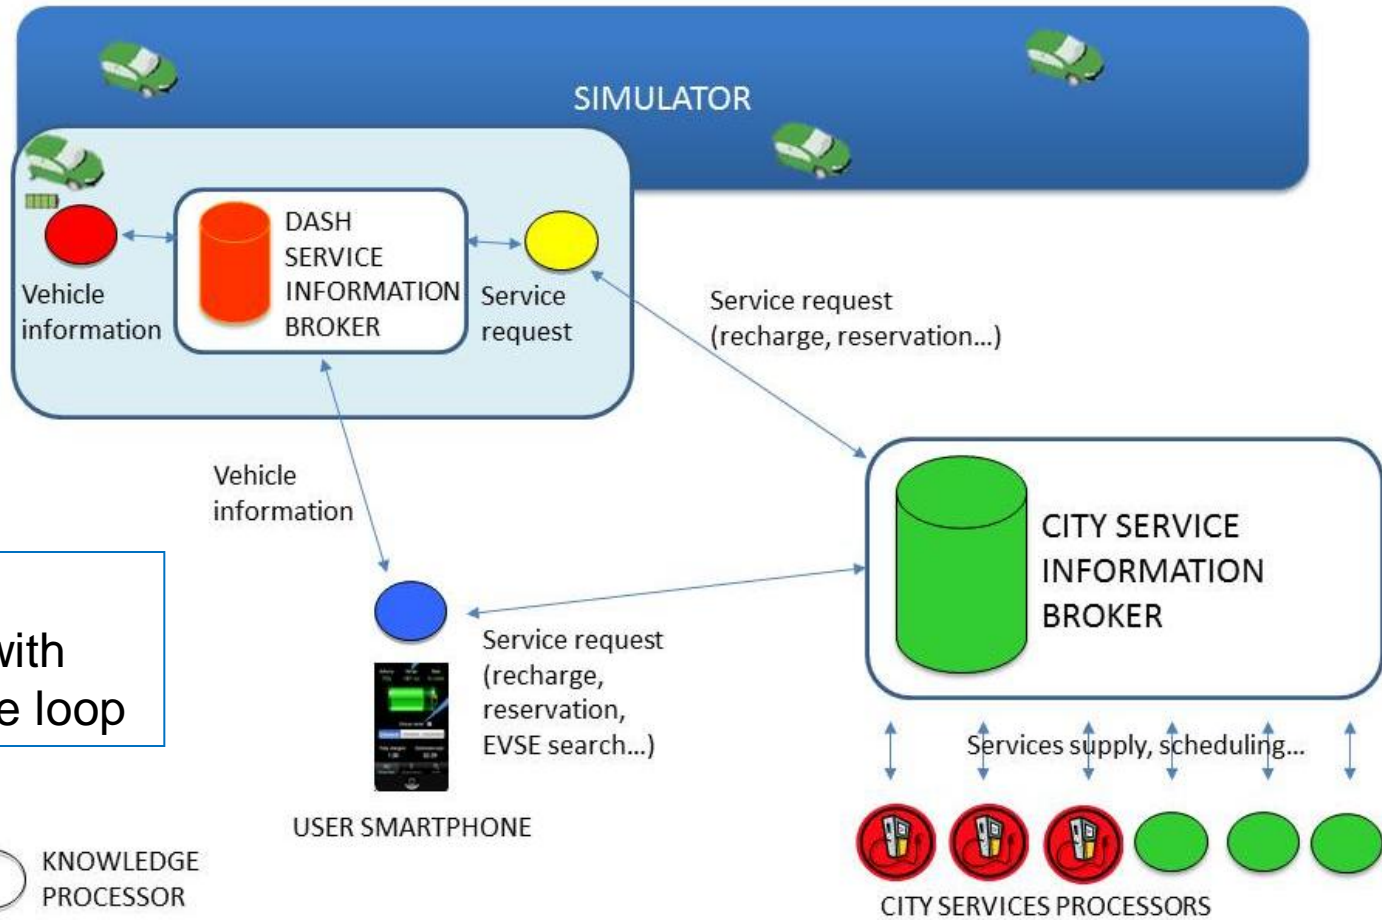 SIMULATOR
DASH
SERVICE
INFORMATION
BROKER
Vehicle
information
Service
request
Service request
(recharge, reservation...)
Vehicle
information
CITY SERVICE
INFORMATION
BROKER
with
e loop
Service request
(recharge,
reservation,
EVSE search...)
Services supply, scheduling...
USER SMARTPHONE
KNOWLEDGE
PROCESSOR
CITY SERVICES PROCESSORS